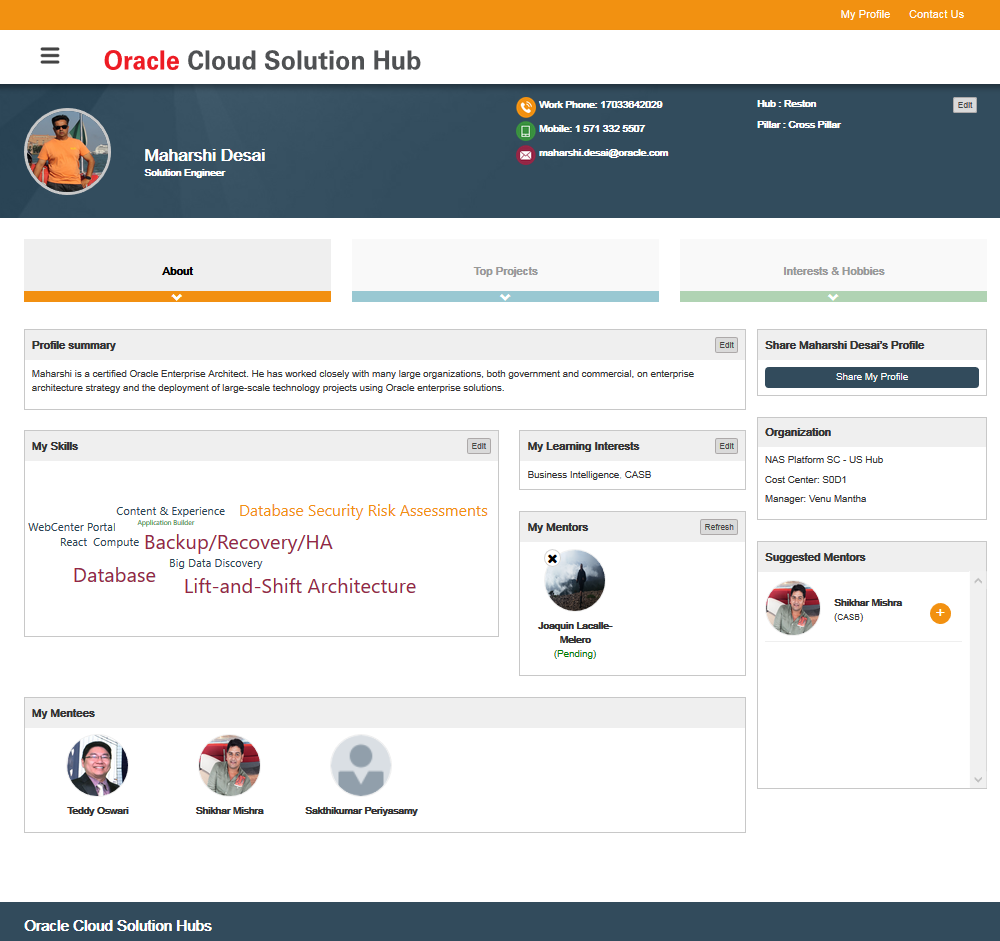 My Profile Contact Us
Oracle Cloud Solution Hub
Maharshi Desai
Solution Engineer
Work Phone: 17033642029
Mobile: 1 571 332 5507
maharshi.desai@oracle.com
Hub : Reston
Pillar : Cross Pillar
Edit
About
Top Projects
Interests & Hobbies
Profile summary
Edit
Maharshi is a certified Oracle Enterprise Architect. He has worked closely with many large organizations, both government and commercial, on enterprise
architecture strategy and the deployment of large-scale technology projects using Oracle enterprise solutions.
Share Maharshi Desai's Profile
Share My Profile
My Skills
Edit
Content & Experience
Database Security Risk Assessments
WebCenter Portal
Application Builder
React
Compute
Backup/Recovery/HA
Big Data Discovery
Database
Lift-and-Shift Architecture
My Learning Interests
Edit
Business Intelligence, CASB
Organization
NAS Platform SC - US Hub
Cost Center: S0D1
Manager: Venu Mantha
My Mentors
Refresh
Joaquin Lacalle-
Melero
(Pending)
Suggested Mentors
Shikhar Mishra
(CASB)
My Mentees
Teddy Oswari
Shikhar Mishra
Sakthikumar Periyasamy
Oracle Cloud Solution Hubs